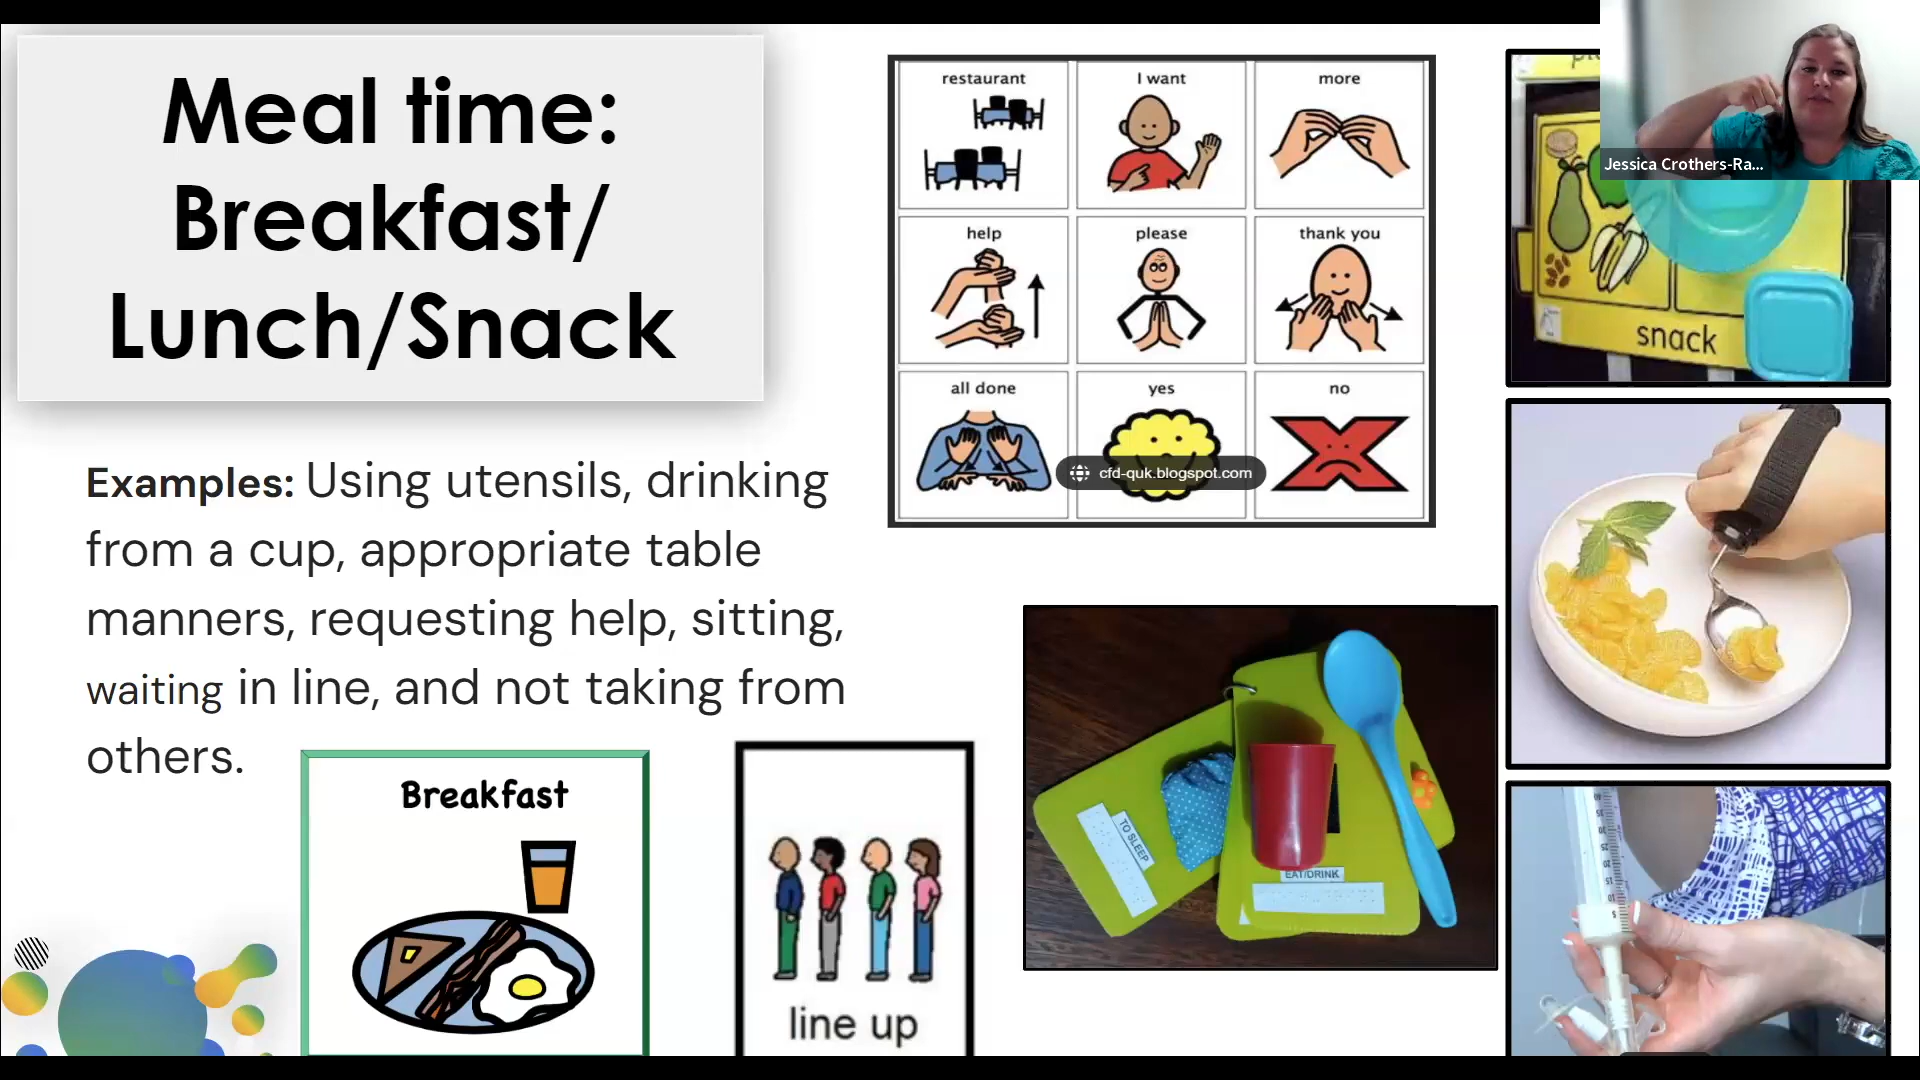 Meal time:
Breakfast/
Lunch/Snack
Examples: Using utensils, drinking
from a cup, appropriate table
manners, requesting help, sitting,
waiting in line, and not taking from
others.
restaurant
I want
more
help
please
thank you
all done
yes
no
cfd-quk.blogspot.com
Breakfast
line up
TO SLEEP
EAT/DRINK
Jessica Crothers-Ra...
snack